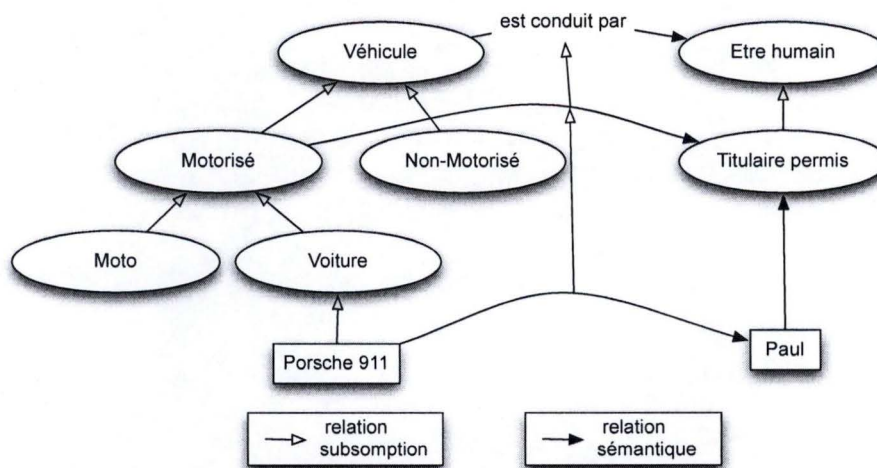 est conduit par
Véhicule
Etre humain
Motorisé
Non-Motorisé
Titulaire permis
Moto
Voiture
Porsche 911
Paul
relation
subsomption
relation
sémantique